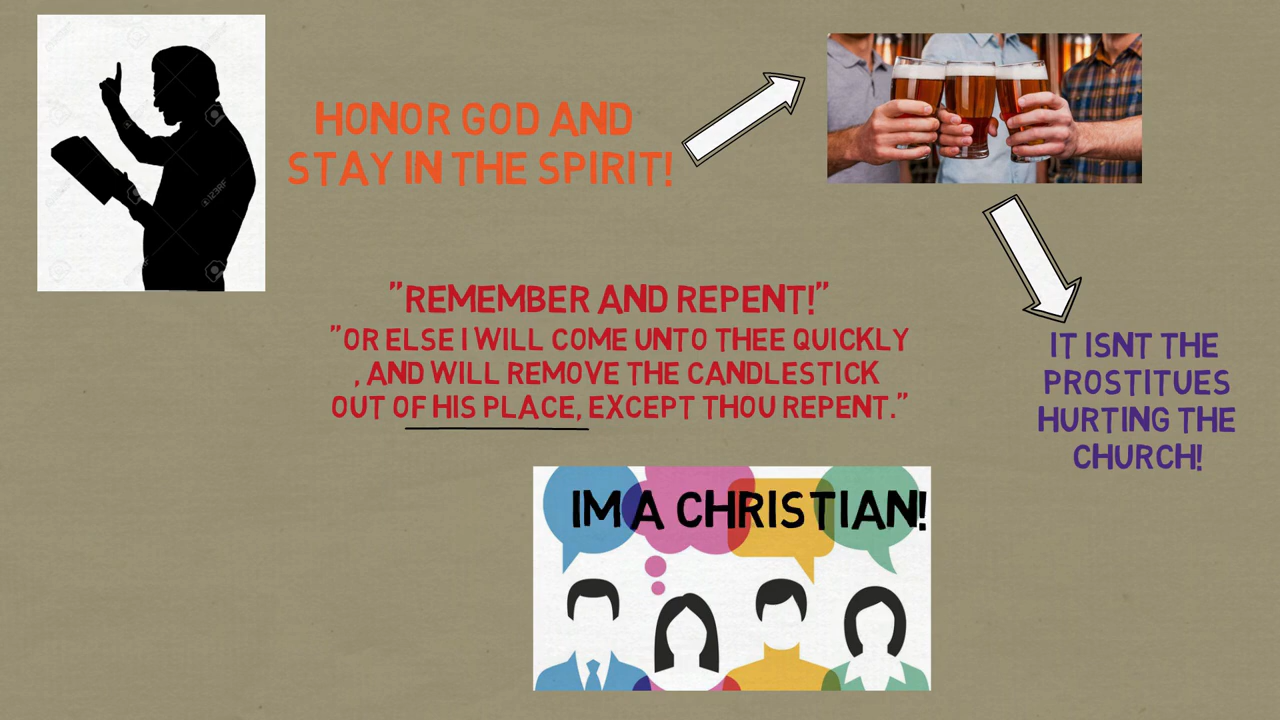 HONOR GOD AND
STAY IN THE SPIRIT!
"REMEMBER AND REPENT!"
"OR ELSE I WILL COME UNTO THEE QUICKLY
, AND WILL REMOVE THE CANDLESTICK
OUT OF HIS PLACE, EXCEPT THOU REPENT."
IT ISNT THE
PROSTITUES
HURTING THE
CHURCH!
IM A CHRISTIAN!
©123RF
©123RF